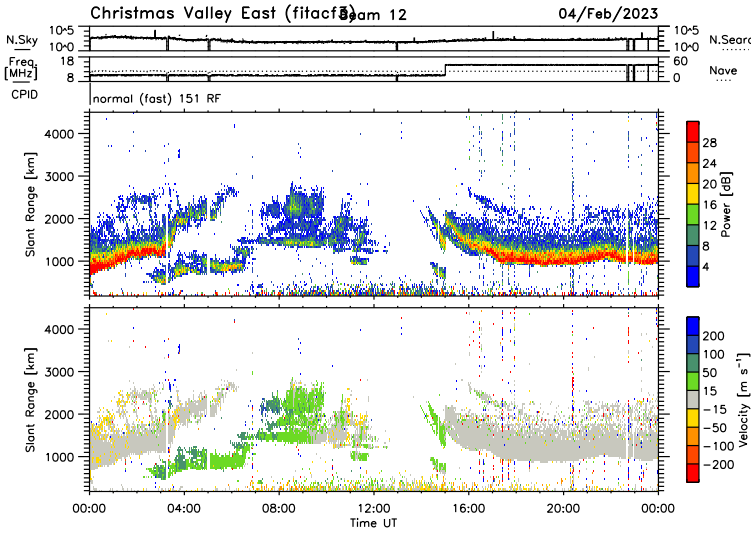 Christmas Valley East (fitacf3) Beam 12 04/Feb/2023
N.Sky 10^5 10^0 10^5 10^0 N.Searc
Freq. [MHz] 18 8 60 0 Nave
CPID normal (fast) 151 RF
Slant Range [km] 4000 3000 2000 1000
Power [dB] 28 24 20 16 12 8 4
Slant Range [km] 4000 3000 2000 1000
Velocity [m s⁻¹] 200 100 50 15 −15 −50 −100 −200
00:00 04:00 08:00 12:00 16:00 20:00 00:00
Time UT